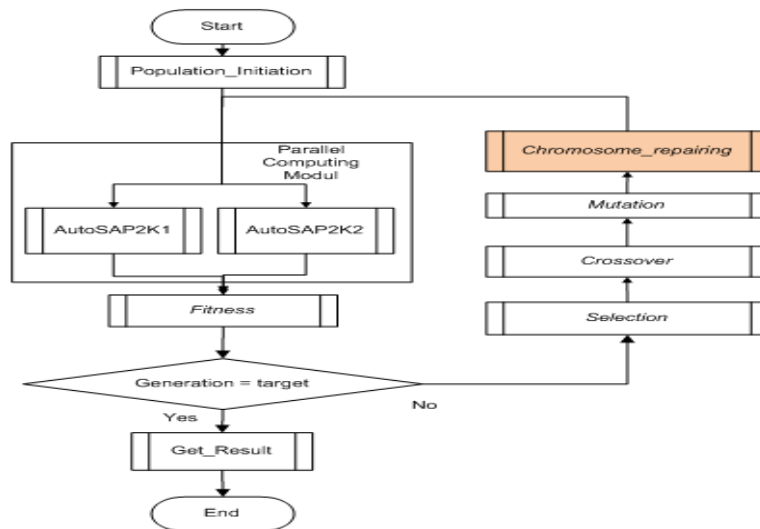 Start
Population_Initiation
Parallel
Computing
Modul
AutoSAP2K1
AutoSAP2K2
Fitness
Generation = target
Yes
No
Get_Result
End
Chromosome_repairing
Mutation
Crossover
Selection